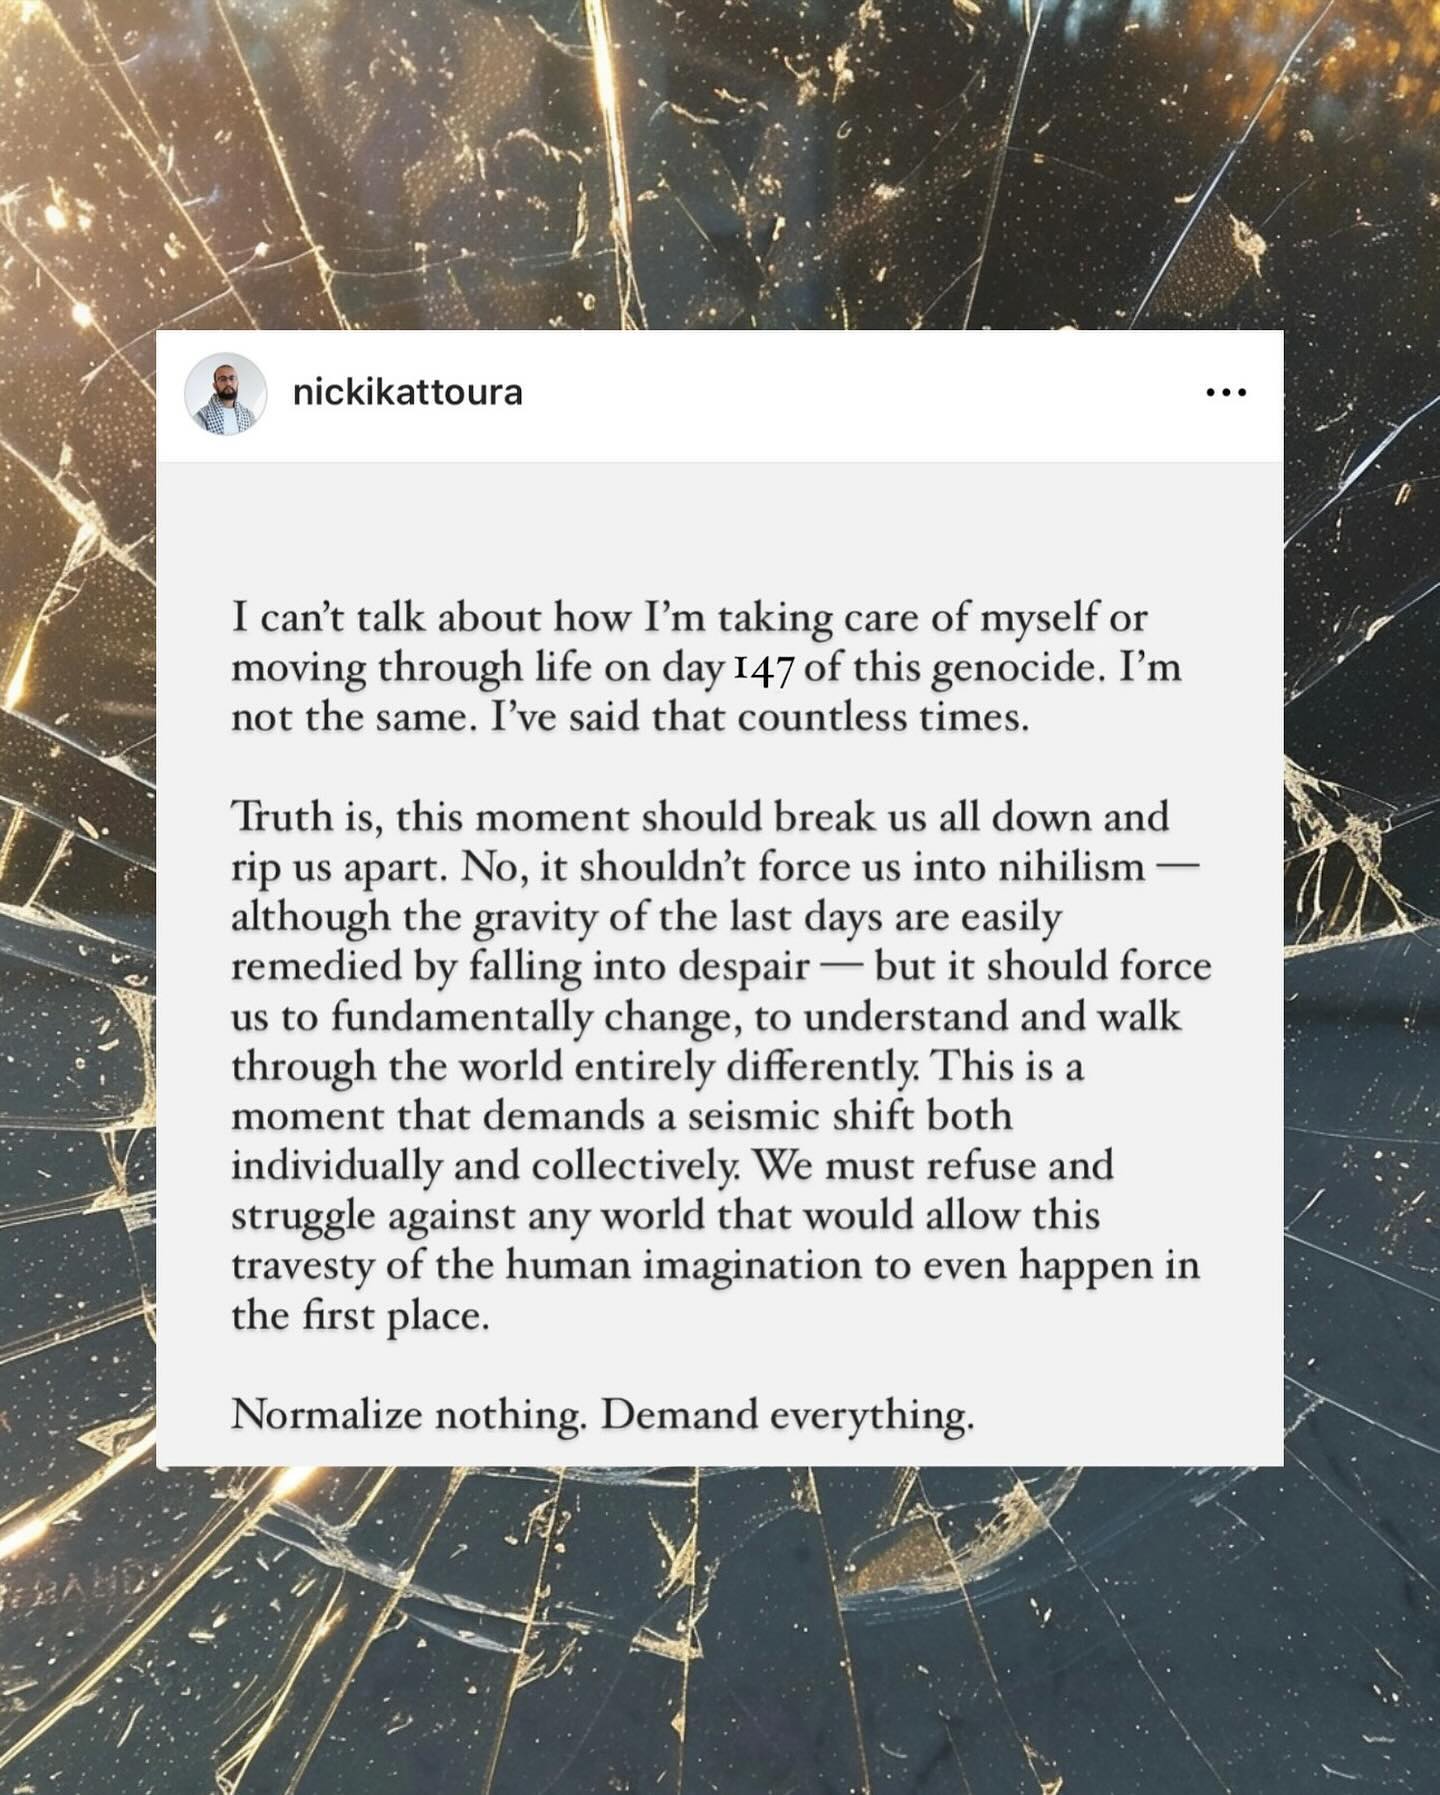 nickikattoura
I can’t talk about how I’m taking care of myself or
moving through life on day 147 of this genocide. I’m
not the same. I’ve said that countless times.
Truth is, this moment should break us all down and
rip us apart. No, it shouldn’t force us into nihilism —
although the gravity of the last days are easily
remedied by falling into despair — but it should force
us to fundamentally change, to understand and walk
through the world entirely differently. This is a
moment that demands a seismic shift both
individually and collectively. We must refuse and
struggle against any world that would allow this
travesty of the human imagination to even happen in
the first place.
Normalize nothing. Demand everything.